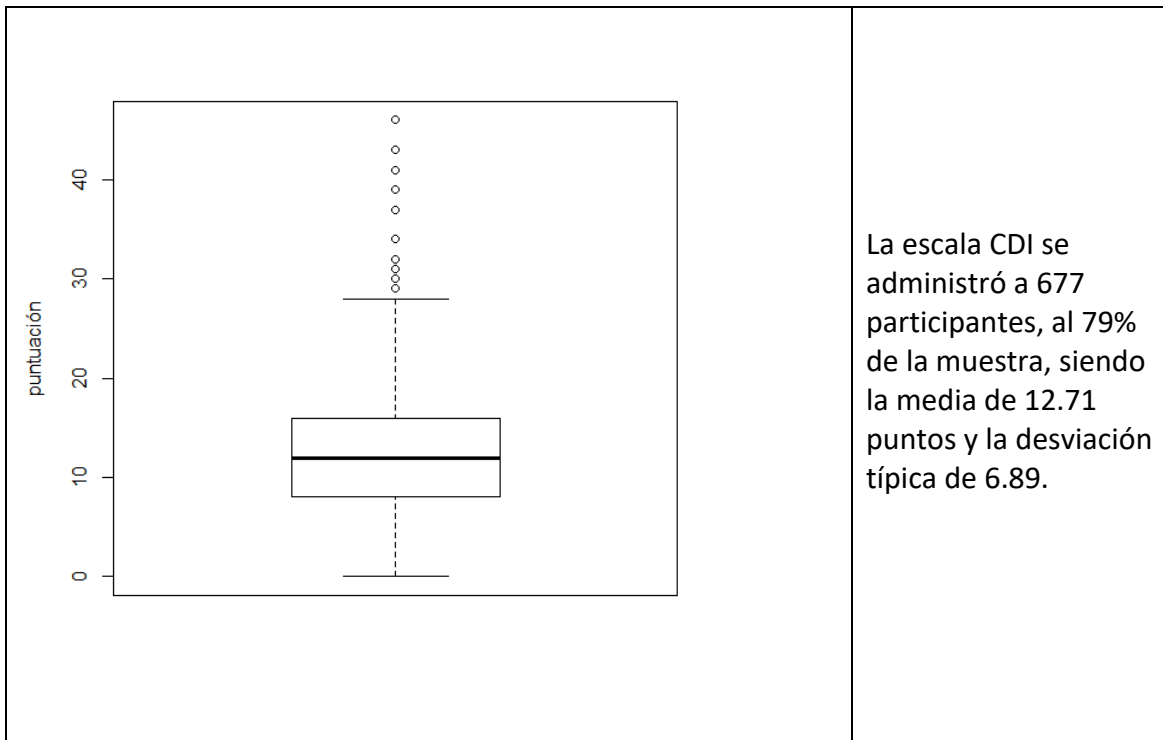 40
30
20
10
0
puntuación
La escala CDI se
administró a 677
participantes, al 79%
de la muestra, siendo
la media de 12.71
puntos y la desviación
típica de 6.89.